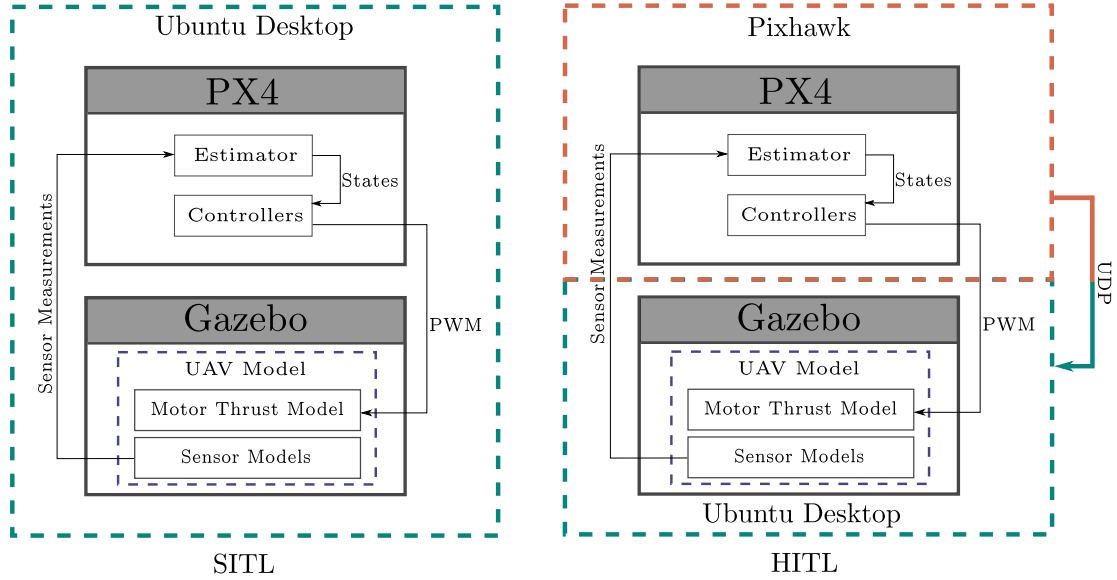 Ubuntu Desktop
PX4
Estimator
States
Controllers
Sensor Measurements
Gazebo
PWM
UAV Model
Motor Thrust Model
Sensor Models
SITL
Pixhawk
PX4
Estimator
States
Controllers
Sensor Measurements
UDP
Gazebo
PWM
UAV Model
Motor Thrust Model
Sensor Models
Ubuntu Desktop
HITL